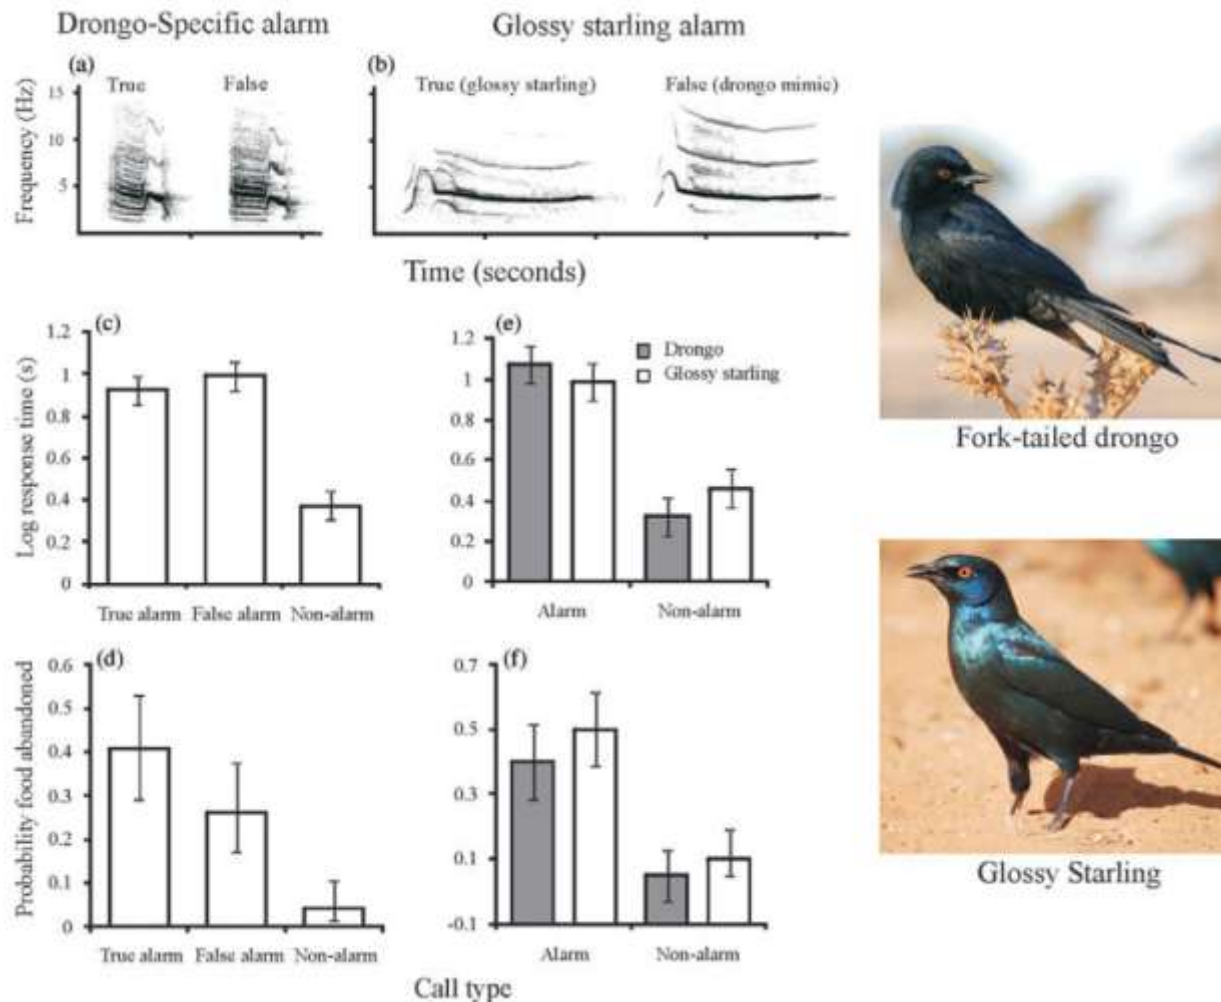 Drongo-Specific alarm
Glossy starling alarm
(a)
True
False
(b)
True (glossy starling)
False (drongo mimic)
Frequency (Hz)
15
10
5
Time (seconds)
(c)
Log response time (s)
1.2
1
0.8
0.6
0.4
0.2
0
True alarm
False alarm
Non-alarm
(e)
1.2
1
0.8
0.6
0.4
0.2
0
Drongo
Glossy starling
Alarm
Non-alarm
(d)
Probability food abandoned
0.6
0.5
0.4
0.3
0.2
0.1
0
True alarm
False alarm
Non-alarm
(f)
0.7
0.5
0.3
0.1
-0.1
Alarm
Non-alarm
Call type
Fork-tailed drongo
Glossy Starling